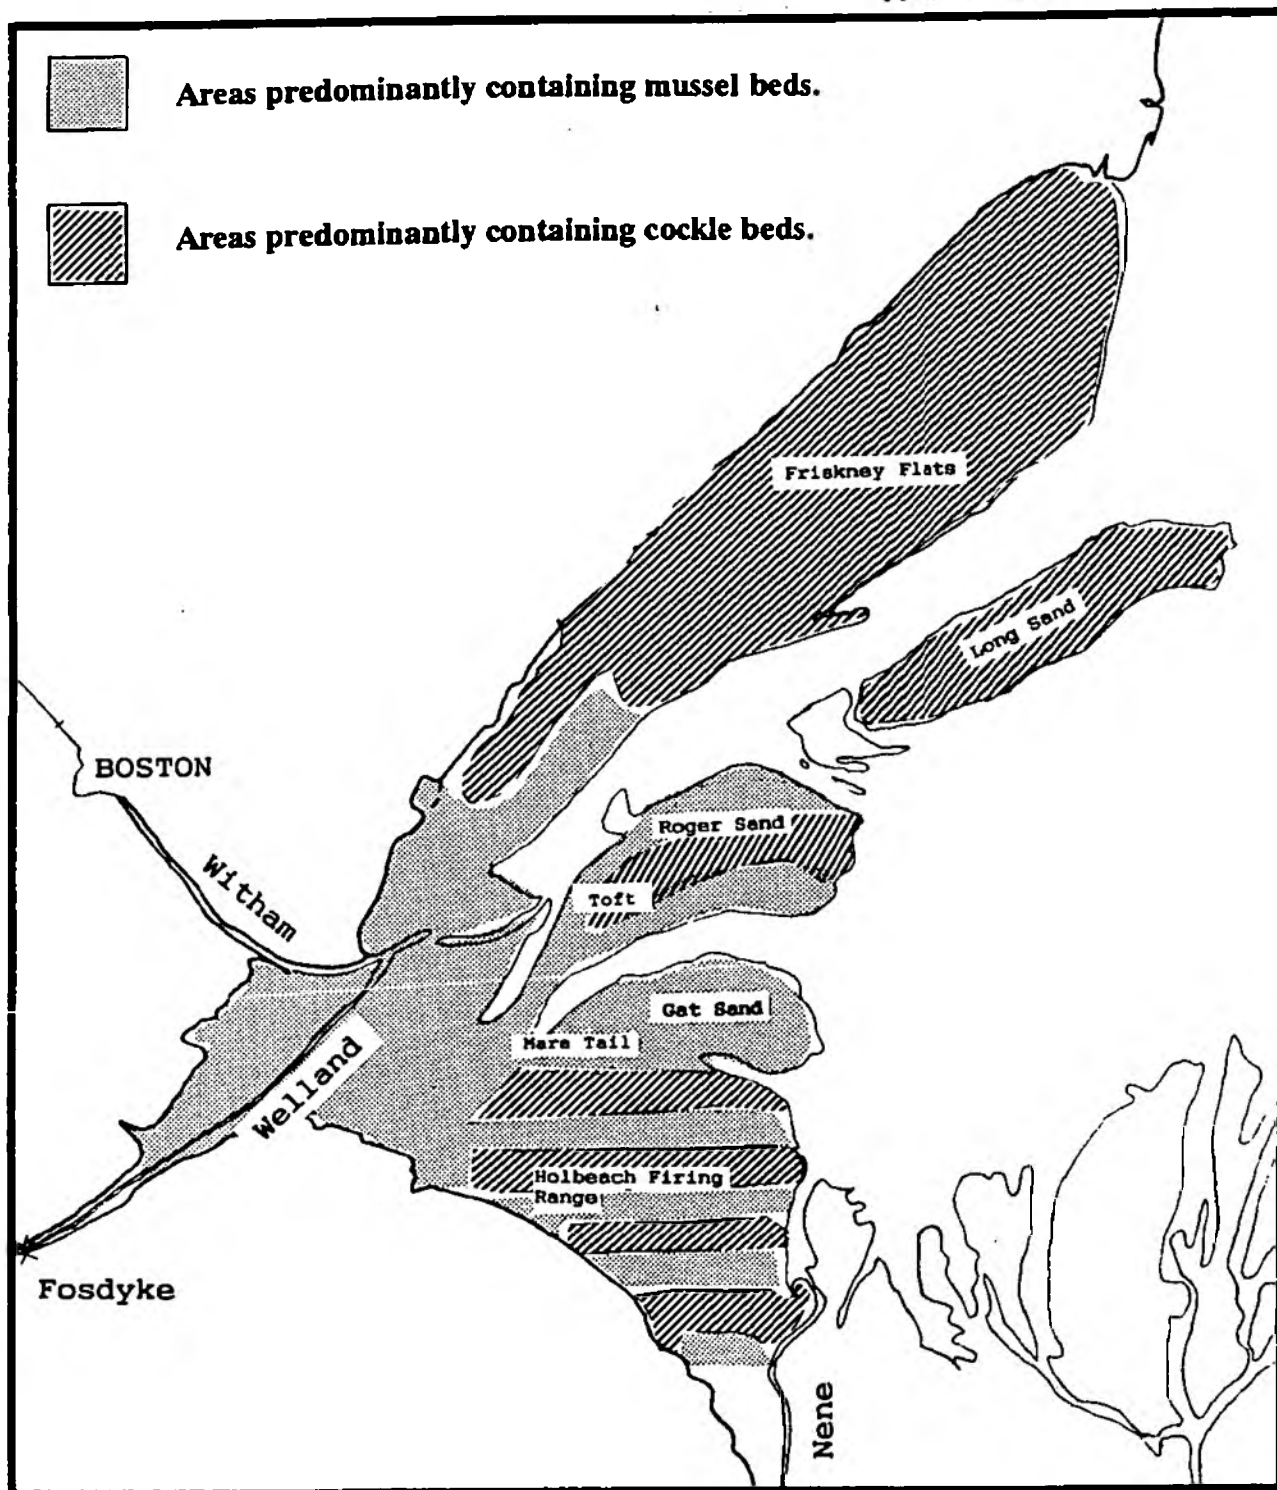 Areas predominantly containing mussel beds.
Areas predominantly containing cockle beds.
Friskney Flats
Long Sand
BOSTON
Roger Sand
Witham
Toft
Gat Sand
Mare Tail
Welland
Holbeach Firing
Range
Fosdyke
Nene